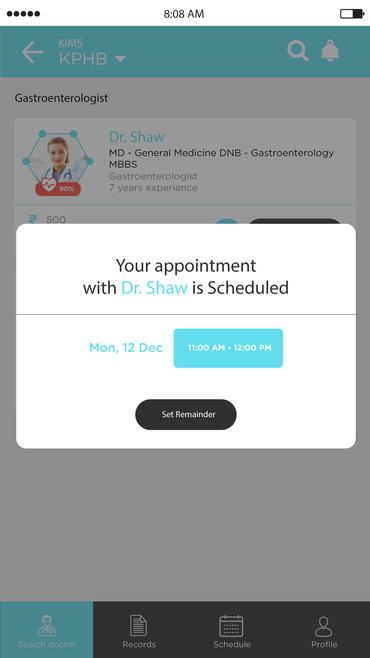 8:08 AM
KIMS
KPHB
Gastroenterologist
Dr. Shaw
MD - General Medicine DNB - Gastroenterology
MBBS
Gastroenterologist
7 years experience
90%
₹ 500
Your appointment
with Dr. Shaw is Scheduled
Mon, 12 Dec
11:00 AM - 12:00 PM
Set Remainder
Search doctor
Records
Schedule
Profile